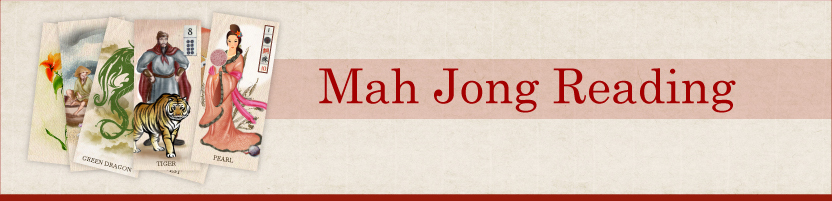 Mah Jong Reading
8
GREEN DRAGON
TIGER
PEARL